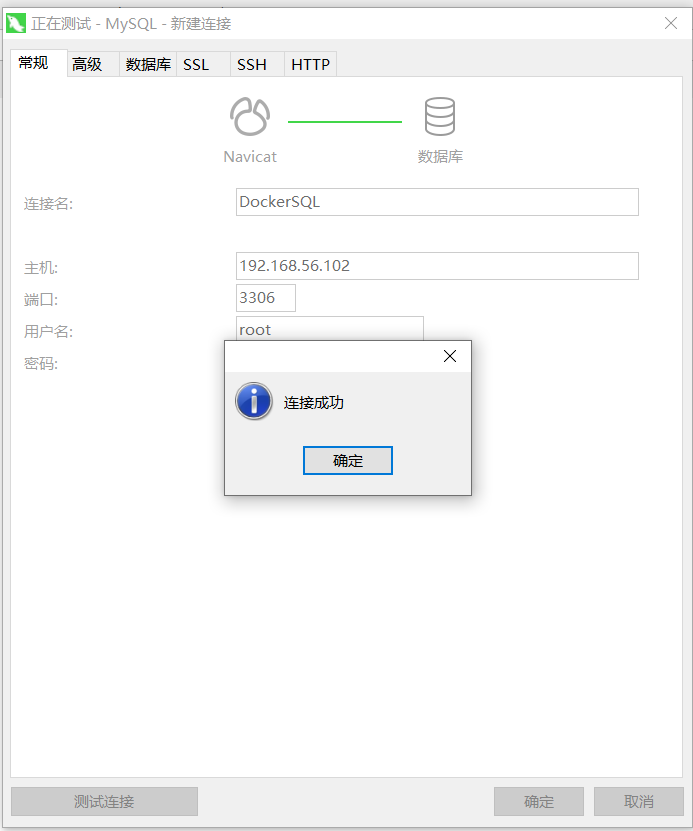 正在测试 - MySQL - 新建连接
常规 高级 数据库 SSL SSH HTTP
Navicat 数据库
连接名: DockerSQL
主机: 192.168.56.102
端口: 3306
用户名: root
密码:
连接成功
确定
测试连接 确定 取消